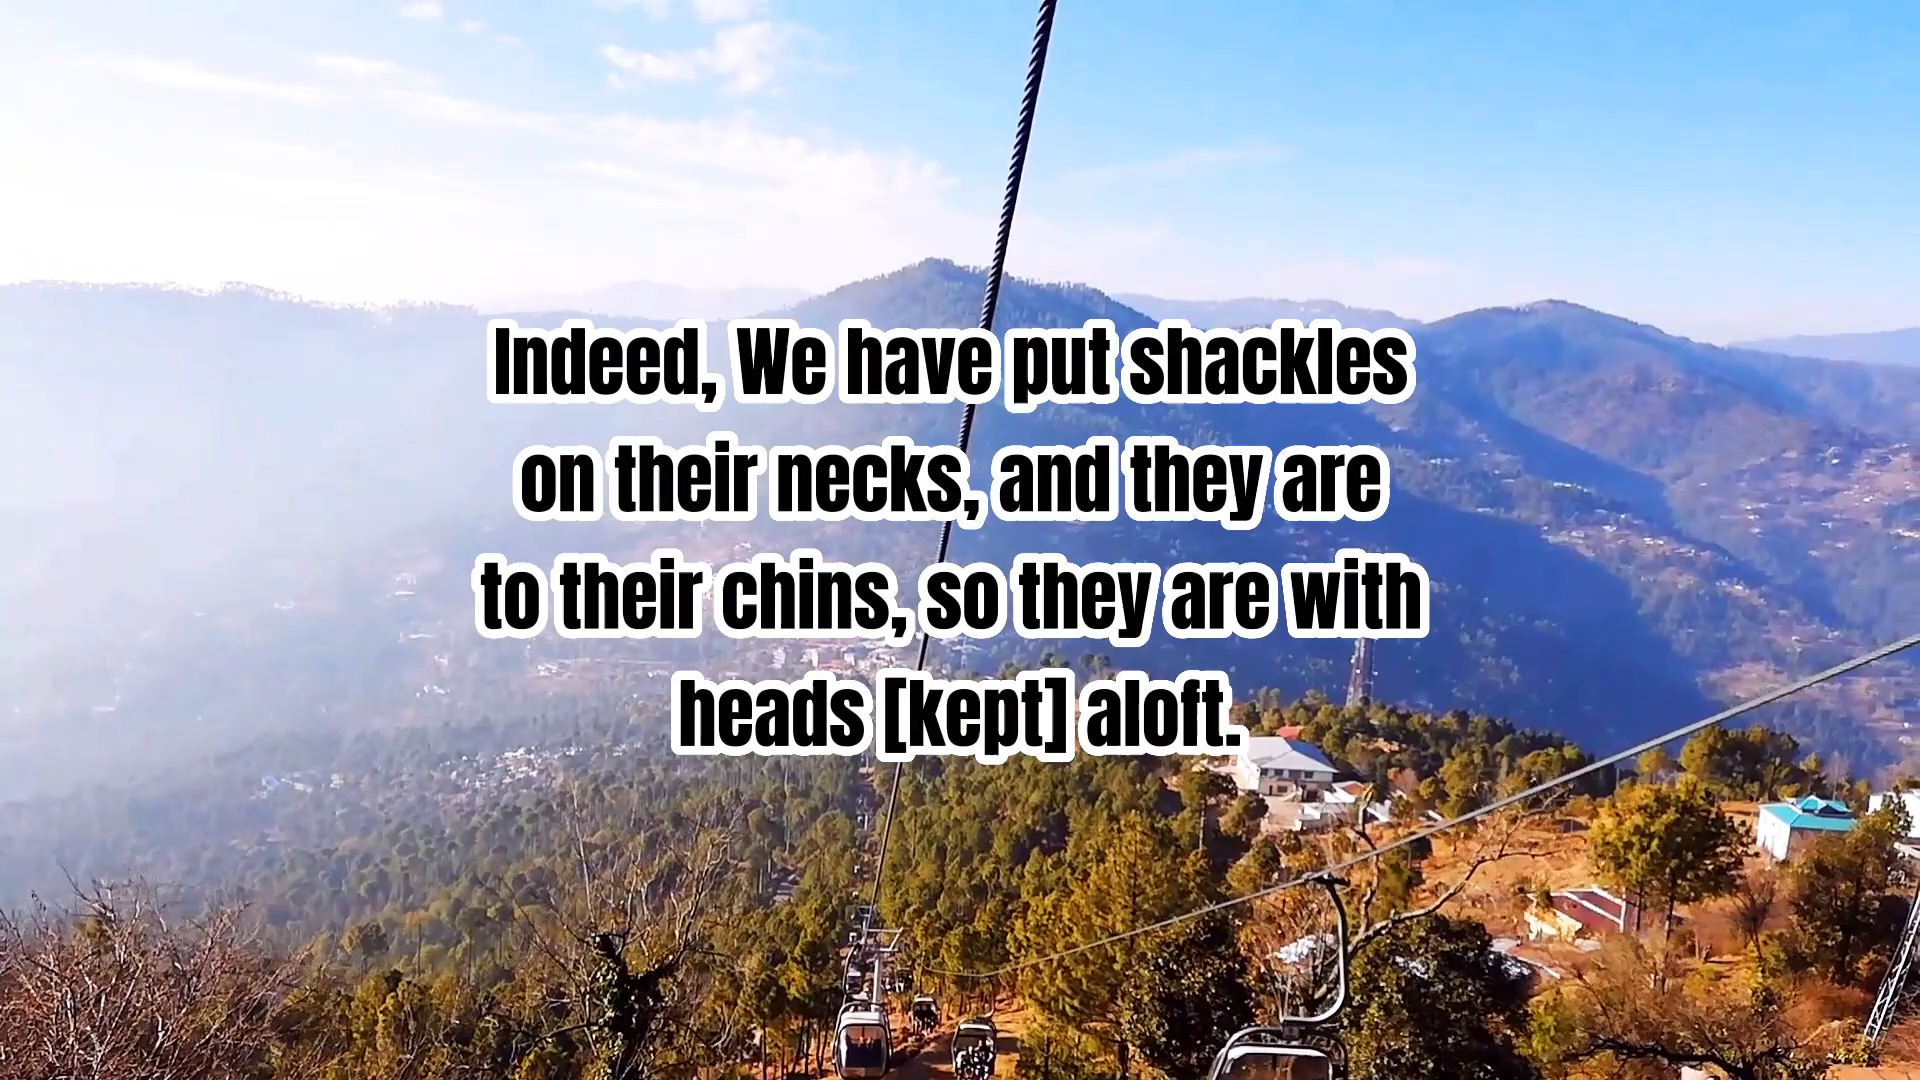 Indeed, We have put shackles
on their necks, and they are
to their chins, so they are with
heads [kept] aloft.